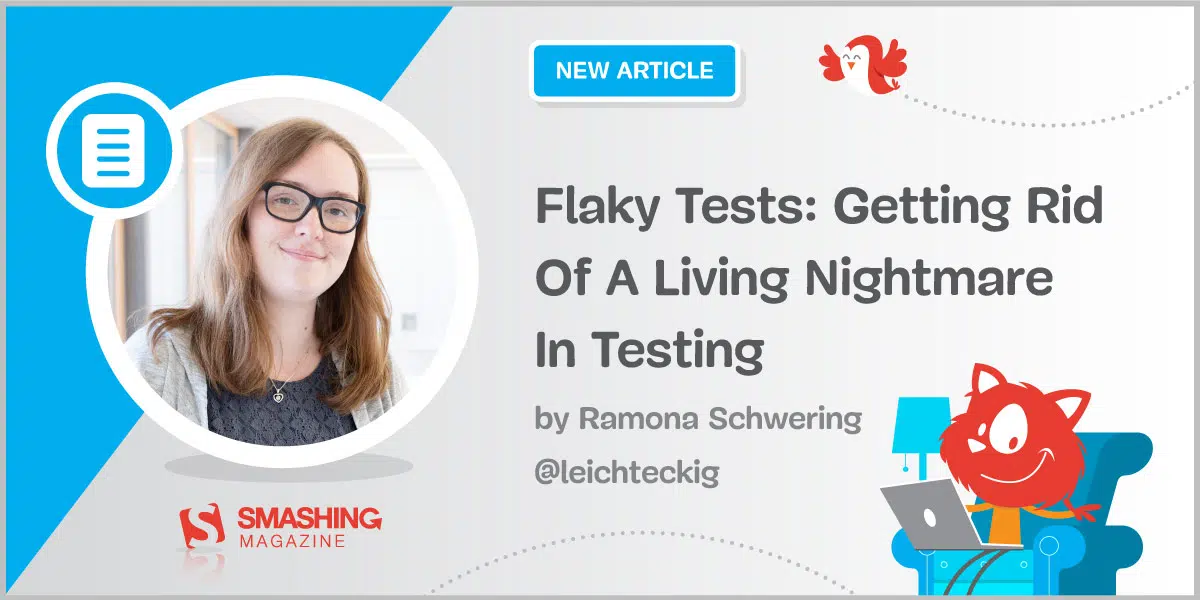 NEW ARTICLE
Flaky Tests: Getting Rid
Of A Living Nightmare
In Testing
by Ramona Schwering
@leichteckig
SMASHING
MAGAZINE